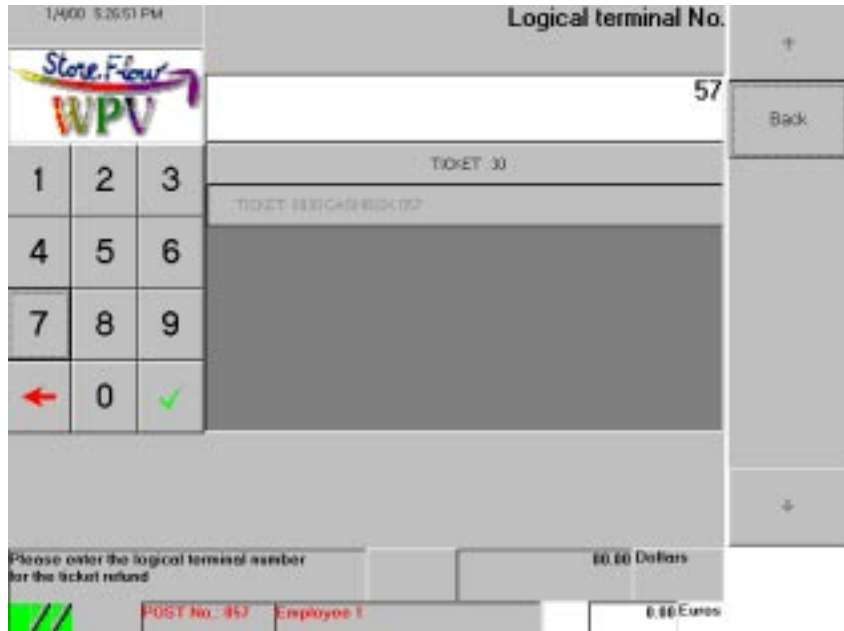 1/4/00 5:26:51 PM
Logical terminal No.
Store Flow
WPV
57
Back
TICKET 30
1 2 3
4 5 6
7 8 9
0
Please enter the logical terminal number
for the ticket refund
Dollars
POST No.: 057 Employee 1
0.00 Euros